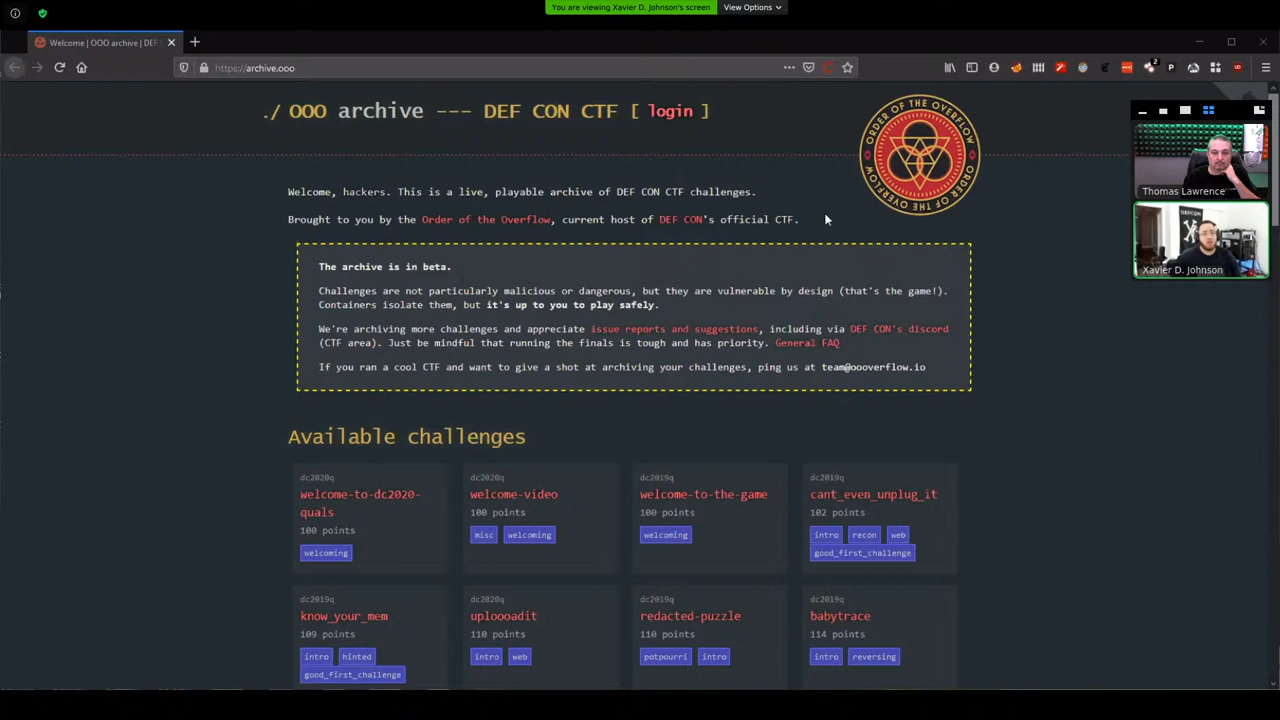 You are viewing Xavier D. Johnson's screen
View Options
Welcome | OOO archive | DEF
https://archive.ooo
2
./ OOO archive --- DEF CON CTF [ login ]
ORDER OF THE OVERFLOW
ORDER OF THE OVERFLOW
Welcome, hackers. This is a live, playable archive of DEF CON CTF challenges.
Brought to you by the Order of the Overflow, current host of DEF CON's official CTF.
Thomas Lawrence
DEFCON
Xavier D. Johnson
The archive is in beta.
Challenges are not particularly malicious or dangerous, but they are vulnerable by design (that's the game!).
Containers isolate them, but it's up to you to play safely.
We're archiving more challenges and appreciate issue reports and suggestions, including via DEF CON's discord
(CTF area). Just be mindful that running the finals is tough and has priority. General FAQ
If you ran a cool CTF and want to give a shot at archiving your challenges, ping us at team@oooverflow.io
Available challenges
dc2020q
welcome-to-dc2020-
quals
100 points
welcoming
dc2020q
welcome-video
100 points
misc welcoming
dc2019q
welcome-to-the-game
100 points
welcoming
dc2019q
cant_even_unplug_it
102 points
intro recon web
good_first_challenge
dc2019q
know_your_mem
109 points
intro hinted
good_first_challenge
dc2020q
uploooadit
110 points
intro web
dc2019q
redacted-puzzle
110 points
potpourri intro
dc2019q
babytrace
114 points
intro reversing